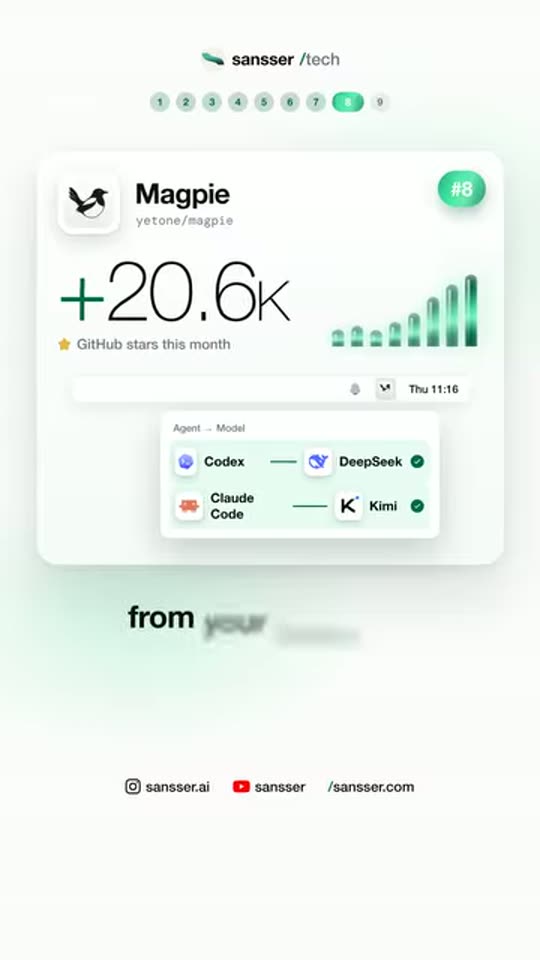 sansser /tech
1 2 3 4 5 6 7 8 9
Magpie
#8
yetone/magpie
+20.6K
GitHub stars this month
Thu 11:16
Agent → Model
Codex DeepSeek
Claude Code Kimi
from your
sansser.ai sansser /sansser.com